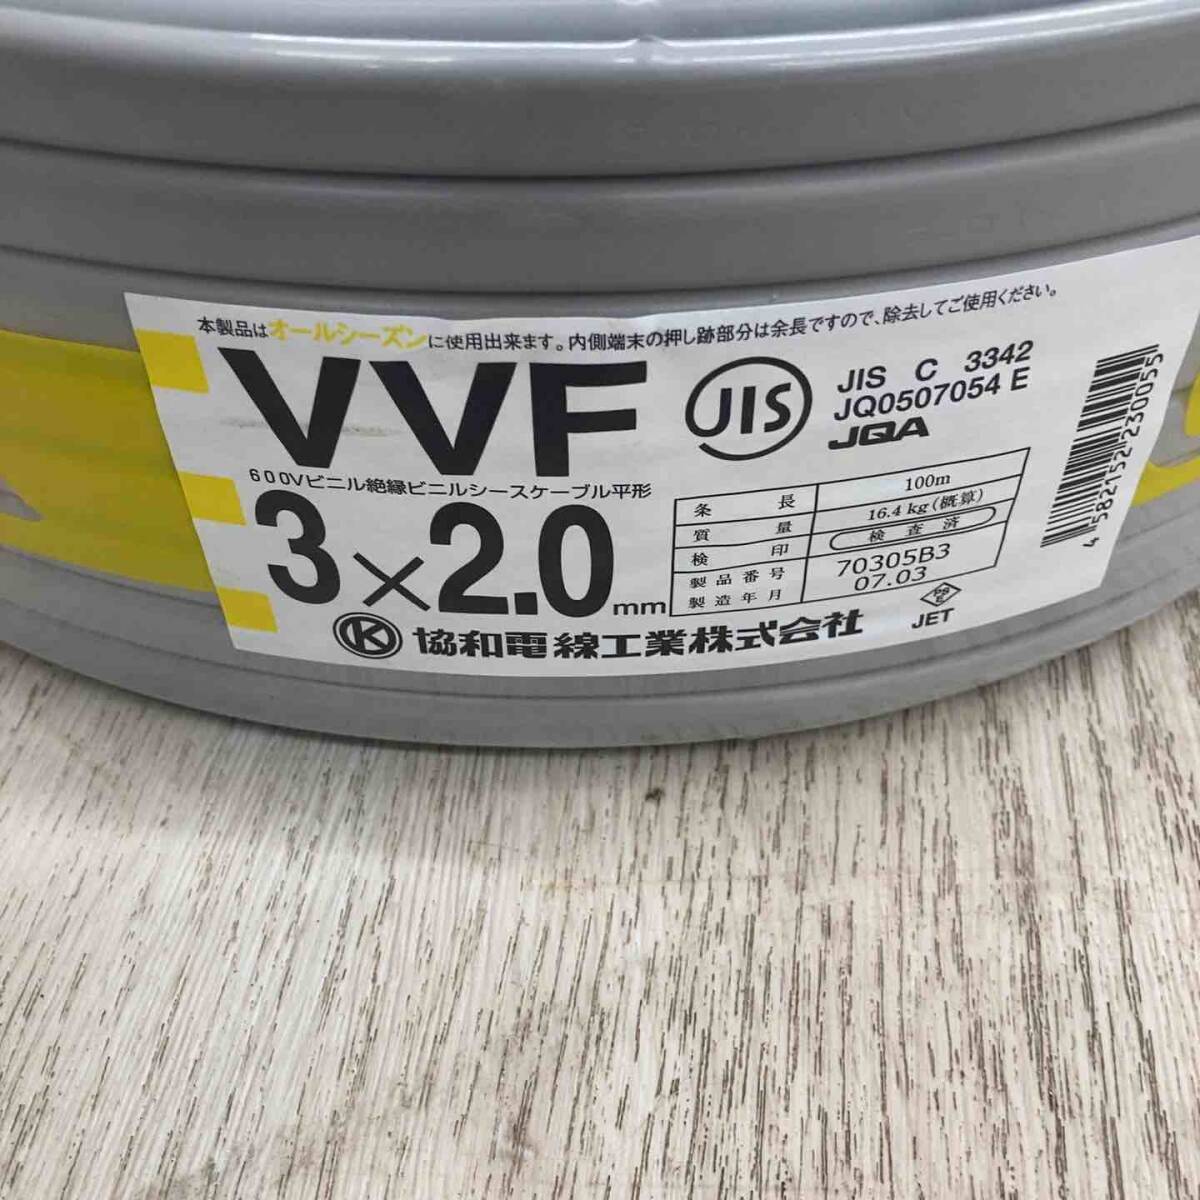 本製品はオールシーズンに使用出来ます。内側端末の押し跡部分は余長ですので、除去してご使用ください。
VVF
600Vビニル絶縁ビニルシースケーブル平形
3×2.0mm
JIS
JIS C 3342
JQ0507054 E
JQA
条長 100m
質量 16.4 kg(概算)
検印 検査済
製品番号 70305B3
製造年月 07.03
K 協和電線工業株式会社
PS E
JET
4 582152 230055